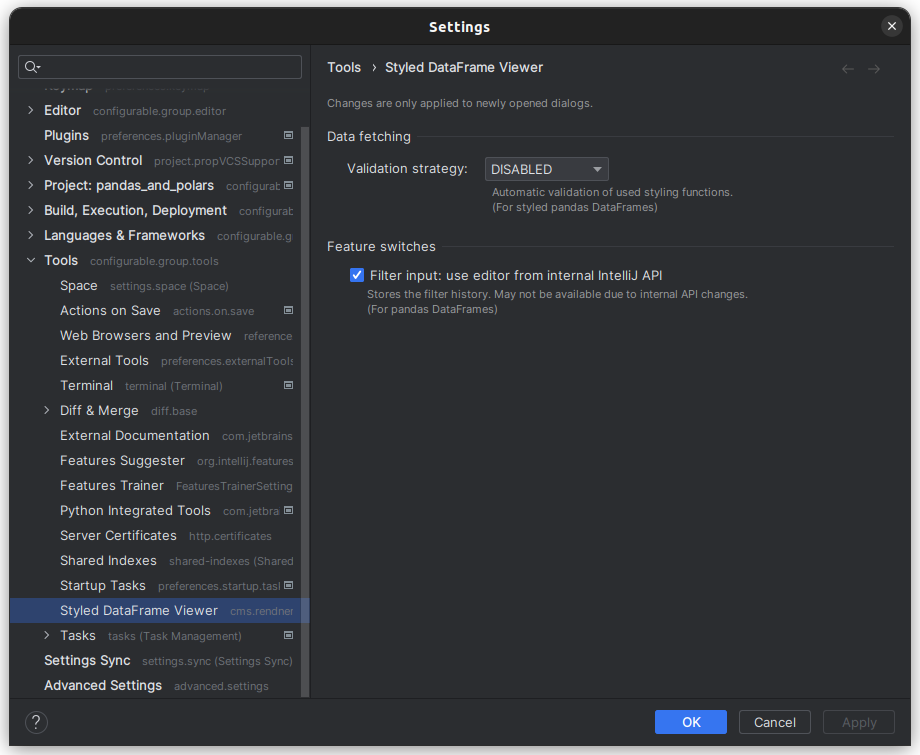 Settings
Tools › Styled DataFrame Viewer
Changes are only applied to newly opened dialogs.
Data fetching
Validation strategy: DISABLED
Automatic validation of used styling functions.
(For styled pandas DataFrames)
Feature switches
Filter input: use editor from internal IntelliJ API
Stores the filter history. May not be available due to internal API changes.
(For pandas DataFrames)
Editor configurable.group.editor
Plugins preferences.pluginManager
Version Control project.propVCSSuppor
Project: pandas_and_polars configurab
Build, Execution, Deployment configurab
Languages & Frameworks configurable.g
Tools configurable.group.tools
Space settings.space (Space)
Actions on Save actions.on.save
Web Browsers and Preview reference
External Tools preferences.externalTools
Terminal terminal (Terminal)
Diff & Merge diff.base
External Documentation com.jetbrains
Features Suggester org.intellij.features
Features Trainer FeaturesTrainerSetting
Python Integrated Tools com.jetbra
Server Certificates http.certificates
Shared Indexes shared-indexes (Shared
Startup Tasks preferences.startup.tasl
Styled DataFrame Viewer cms.rendner
Tasks tasks (Task Management)
Settings Sync settings.sync (Settings Sync)
Advanced Settings advanced.settings
?
OK Cancel Apply